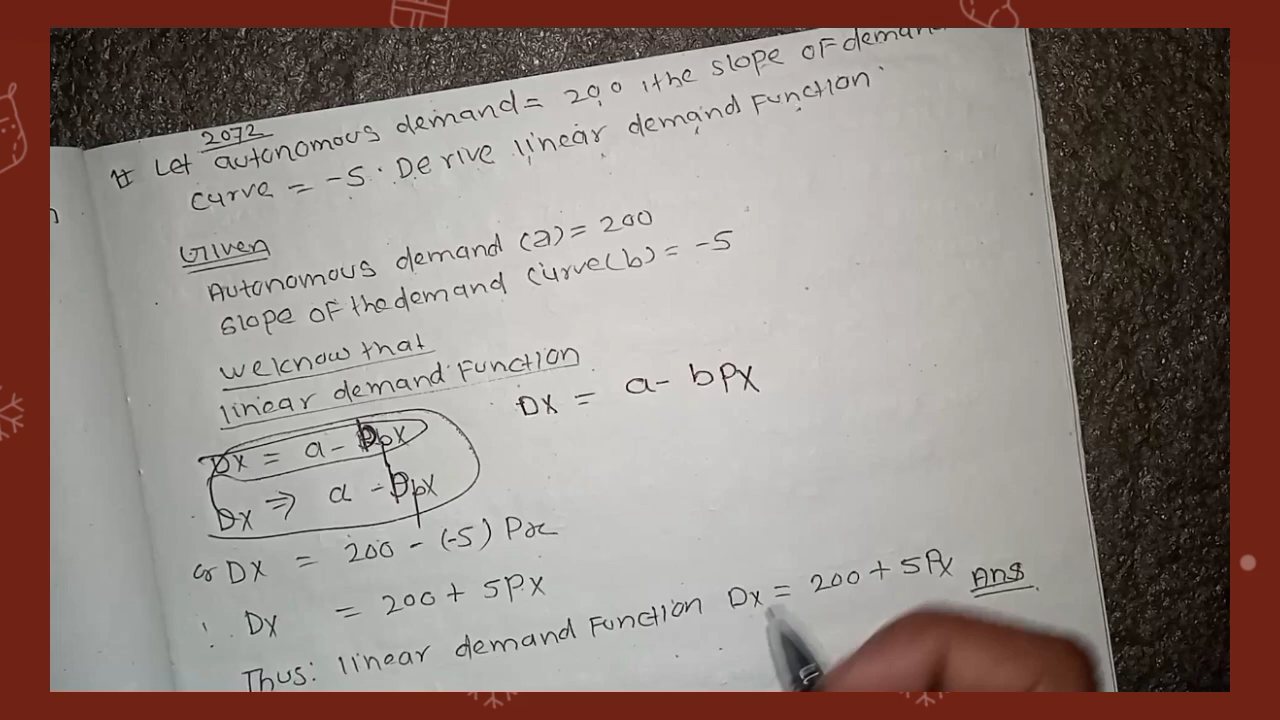 2072
# Let autonomous demand = 200, the slope of deman
curve = -5. Derive linear demand Function.
Given
Autonomous demand (a) = 200
slope of the demand curve (b) = -5
we know that
linear demand Function
Dx = a - bPx
Dx = a - Dpx
Dx ⇒ a - Dpx
or Dx = 200 - (-5) Px
∴ Dx = 200 + 5Px
Thus: linear demand Function Dx = 200 + 5Px Ans